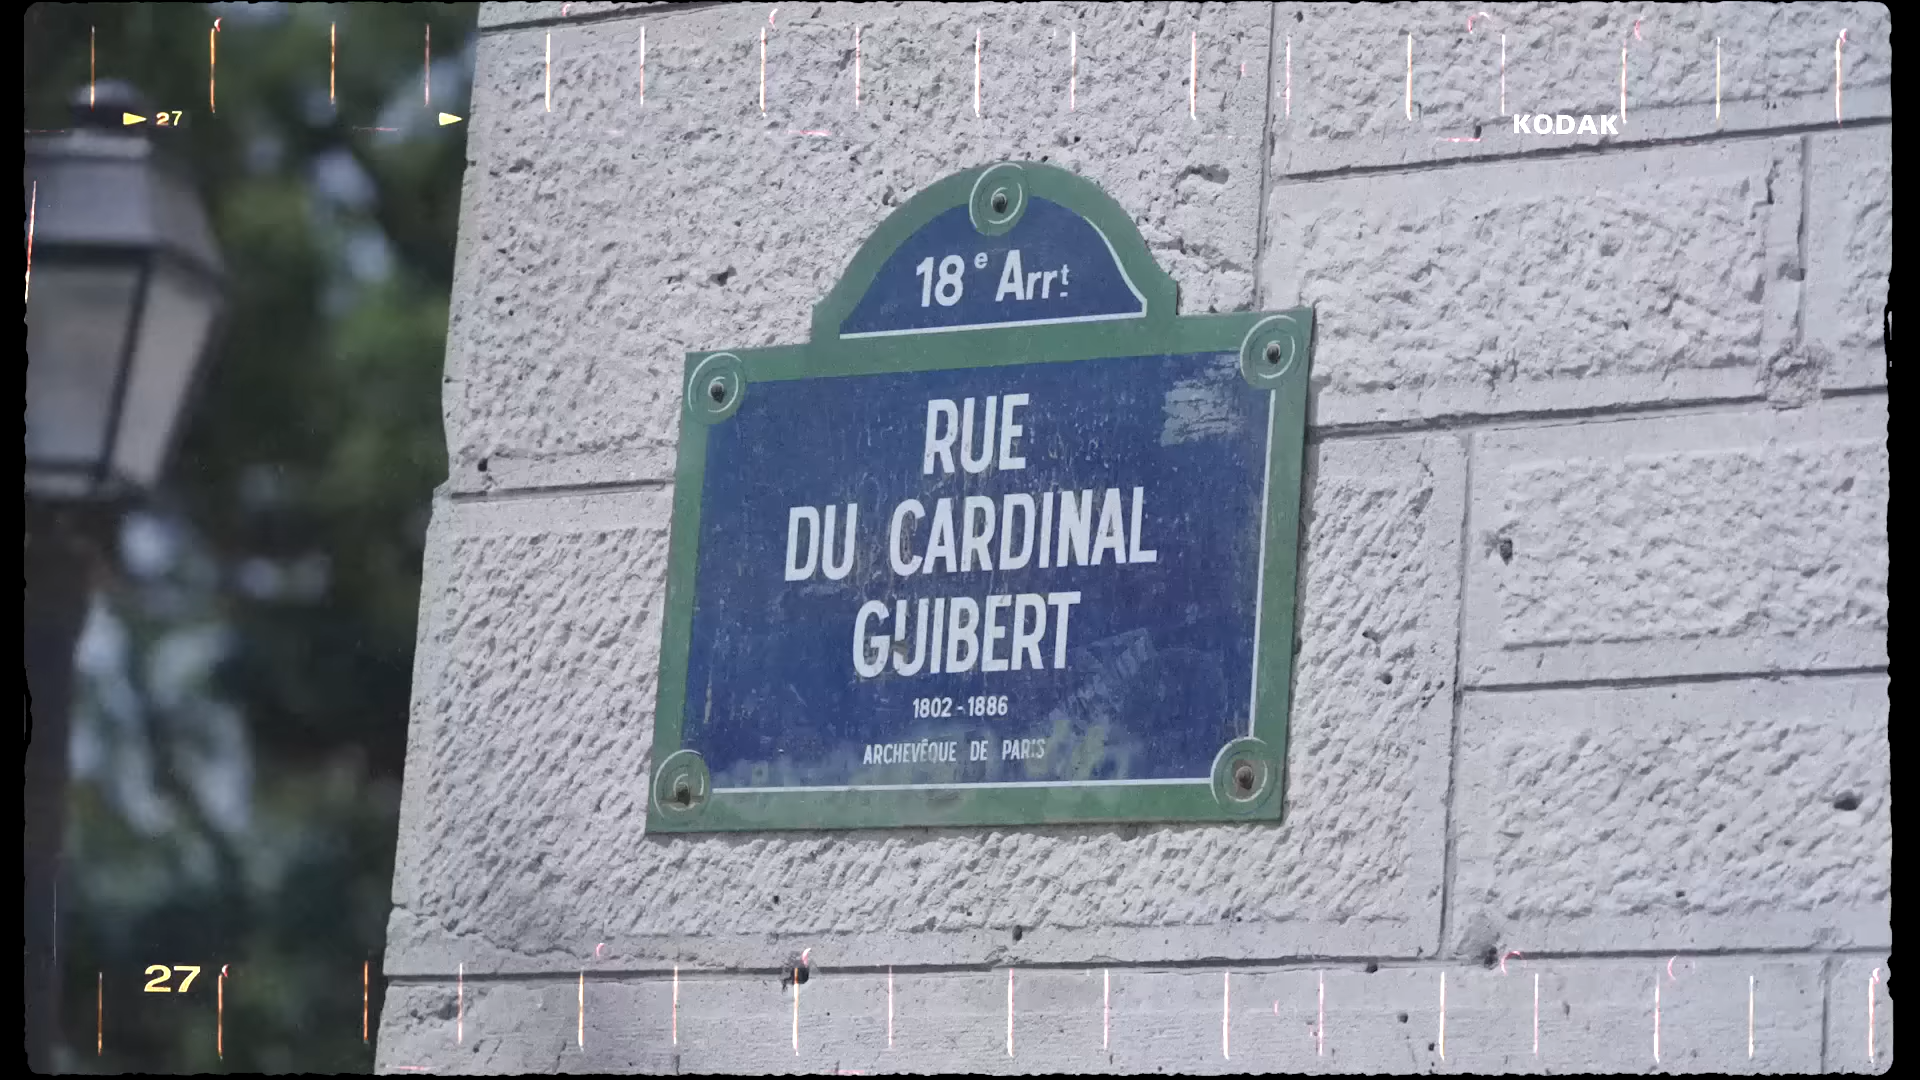 27
KODAK
18e Arrt
RUE
DU CARDINAL
GUIBERT
1802-1886
ARCHEVÊQUE DE PARIS
27